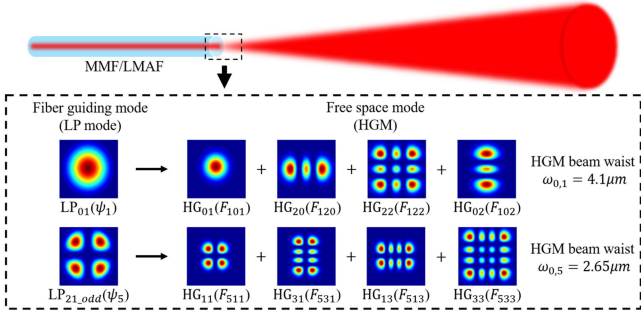 MMF/LMAF
Fiber guiding mode
(LP mode)
Free space mode
(HGM)
LP₀₁(ψ₁)
HG₀₁(F₁₀₁)
+
HG₂₀(F₁₂₀)
+
HG₂₂(F₁₂₂)
+
HG₀₂(F₁₀₂)
HGM beam waist
ω₀,₁ = 4.1μm
LP₂₁_odd(ψ₅)
HG₁₁(F₅₁₁)
+
HG₃₁(F₅₃₁)
+
HG₁₃(F₅₁₃)
+
HG₃₃(F₅₃₃)
HGM beam waist
ω₀,₅ = 2.65μm